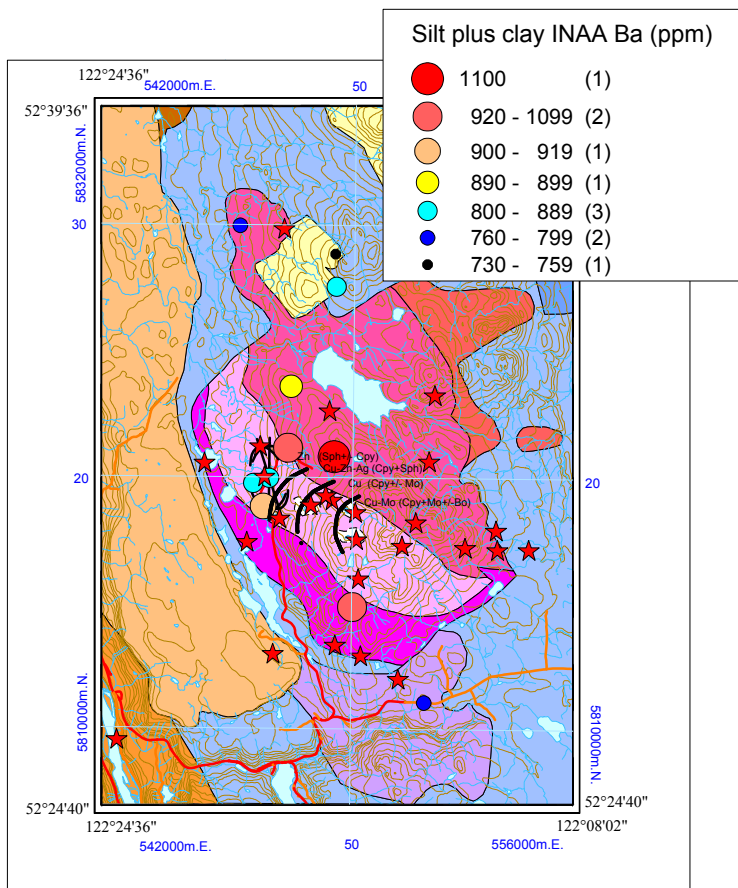 Silt plus clay INAA Ba (ppm)
1100 (1)
920 - 1099 (2)
900 - 919 (1)
890 - 899 (1)
800 - 889 (3)
760 - 799 (2)
730 - 759 (1)
122°24'36"
542000m.E.
50
52°39'36"
5832000m.N.
30
Zn (Sph+/- Cpy)
Cu-Zn-Ag (Cpy+Sph)
20
20
Cu (Cpy+/- Mo)
Cu-Mo (Cpy+Mo+/-Bo)
5810000m.N.
5810000m.N.
52°24'40"
52°24'40"
122°24'36"
122°08'02"
542000m.E.
50
556000m.E.